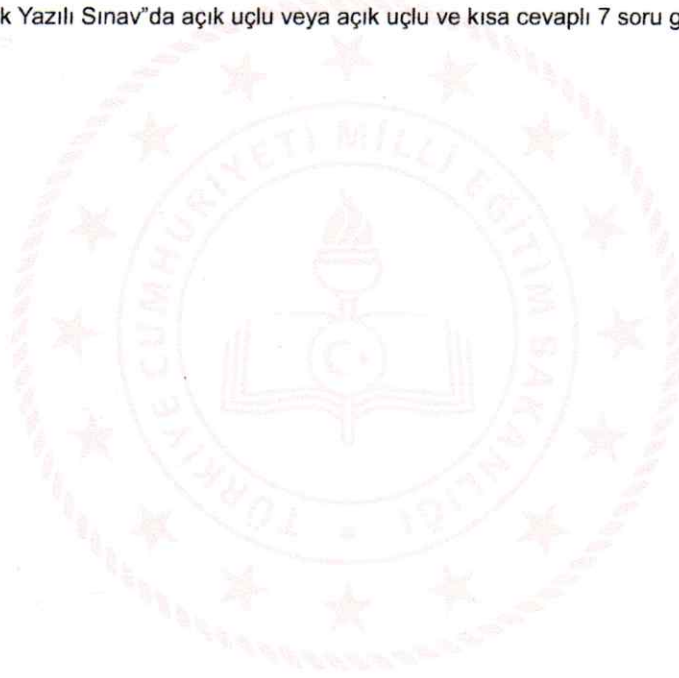 k Yazılı Sınav”da açık uçlu veya açık uçlu ve kısa cevaplı 7 soru g
TÜRKİYE CUMHURİYETİ MİLLİ EĞİTİM BAKANLIĞI